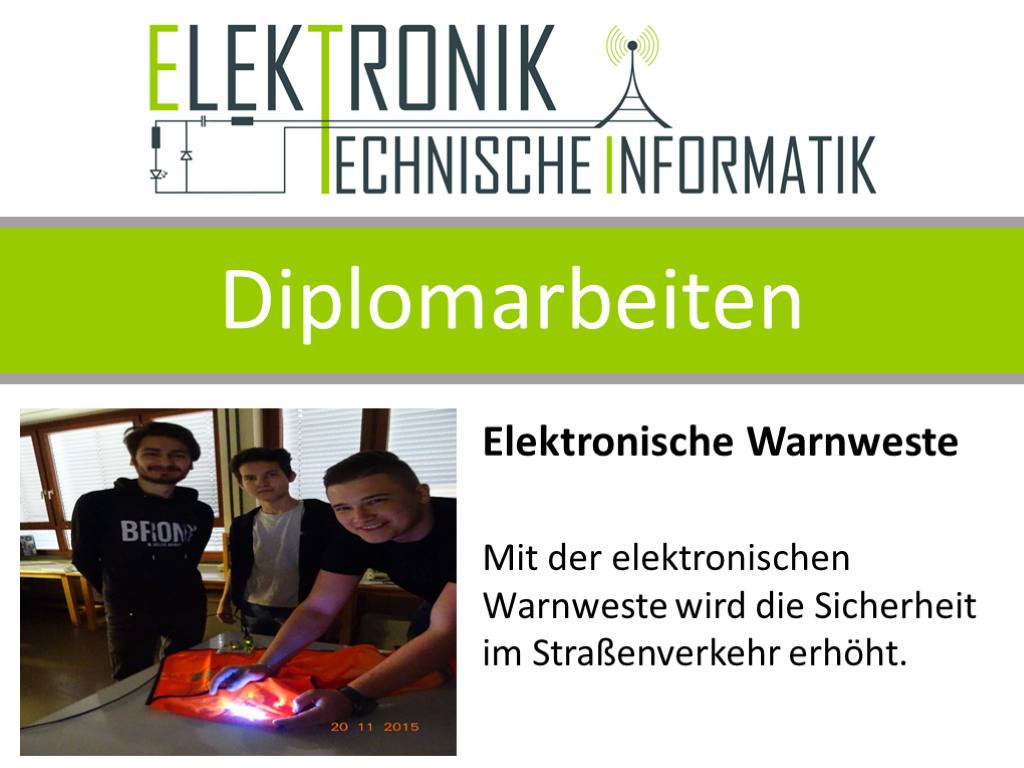 ELEKTRONIK
TECHNISCHE INFORMATIK
Diplomarbeiten
Elektronische Warnweste
Mit der elektronischen
Warnweste wird die Sicherheit
im Straßenverkehr erhöht.
BRONX
20 11 2015